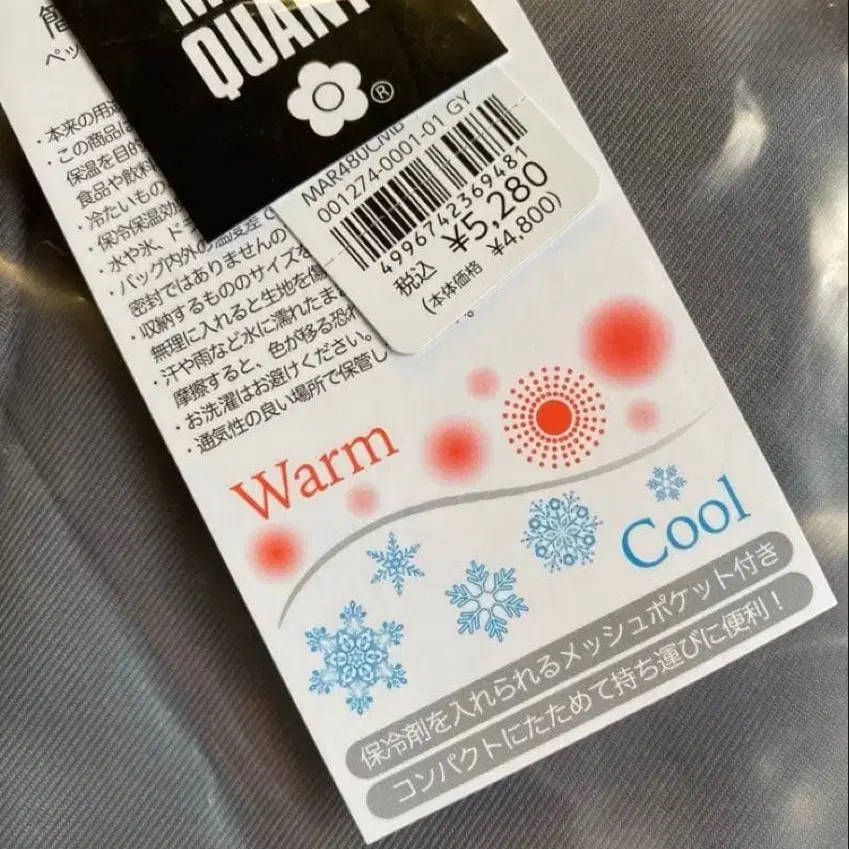 簡
ペッ
QUANT
®
MAR480CMB
001274-0001-01 GY
4996742369481
税込 ¥5,280
(本体価格 ¥4,800)
・本来の用途
・この商品は
保温を目的
食品や飲料
・冷たいもの
・保冷保温効
・水や氷、ド
・バッグ内外の温度差で
密封ではありませんの
・収納するもののサイズを
無理に入れると生地を傷
・汗や雨など水に濡れたま
摩擦すると、色が移る恐れ
・お洗濯はお避けください。
・通気性の良い場所で保管し
Warm
Cool
保冷剤を入れられるメッシュポケット付き
コンパクトにたためて持ち運びに便利!